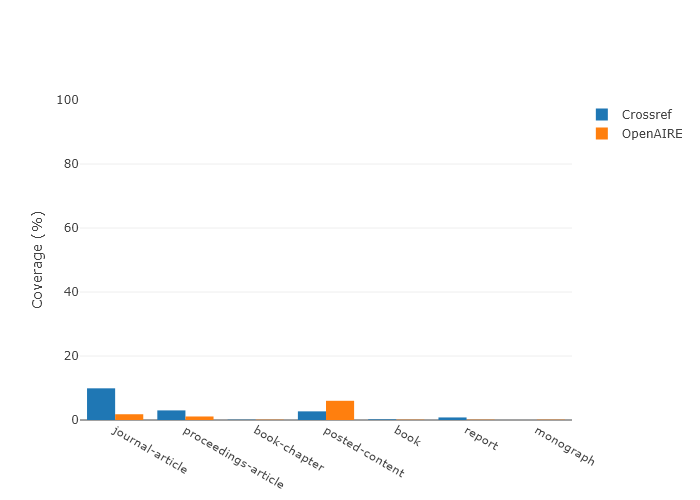 100
80
60
40
20
0
Coverage (%)
journal-article
proceedings-article
book-chapter
posted-content
book
report
monograph
Crossref
OpenAIRE